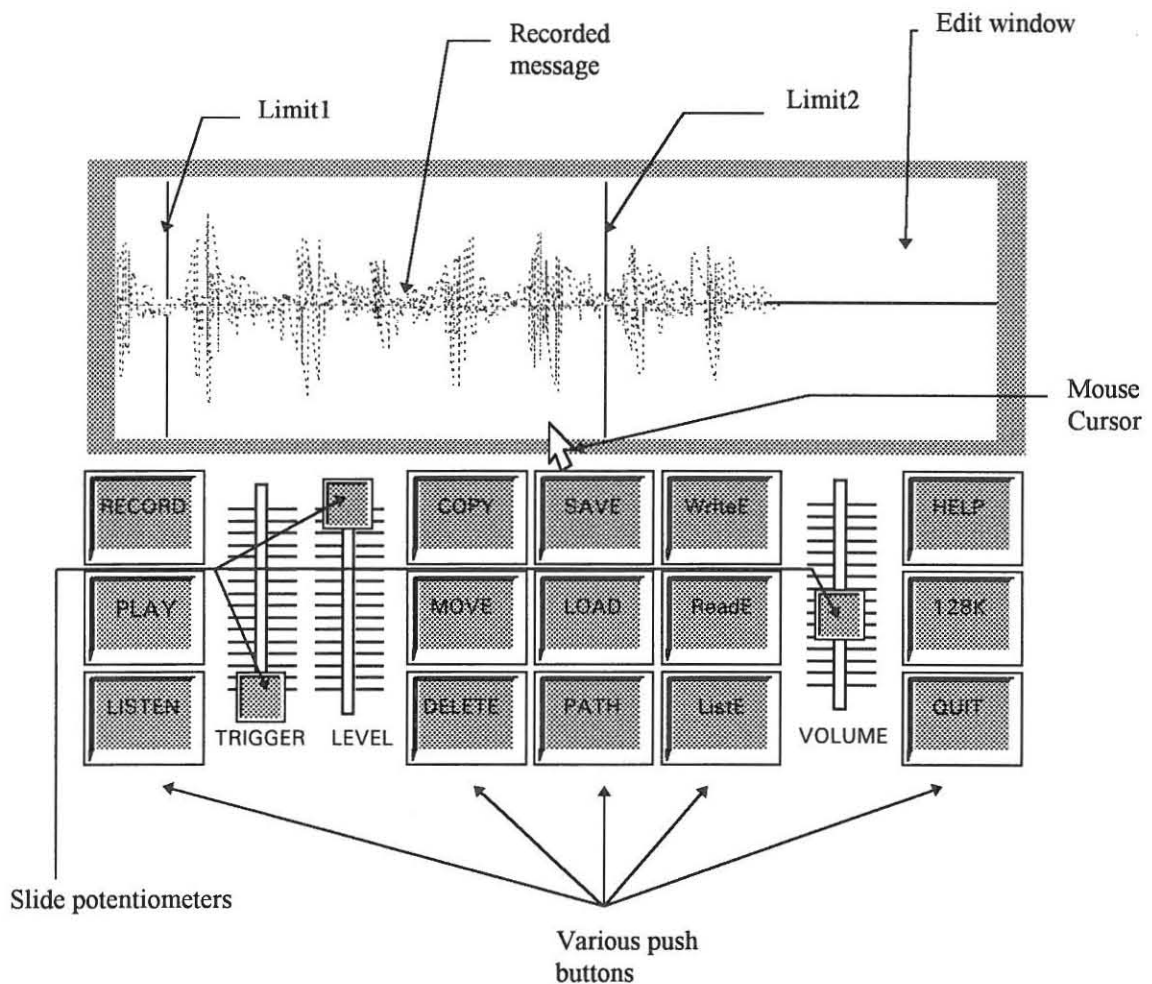 Edit window
Recorded
message
Limit1
Limit2
Mouse
Cursor
RECORD
COPY
SAVE
WriteE
HELP
PLAY
MOVE
LOAD
ReadE
128K
LISTEN
TRIGGER
LEVEL
DELETE
PATH
ListE
VOLUME
QUIT
Slide potentiometers
Various push
buttons